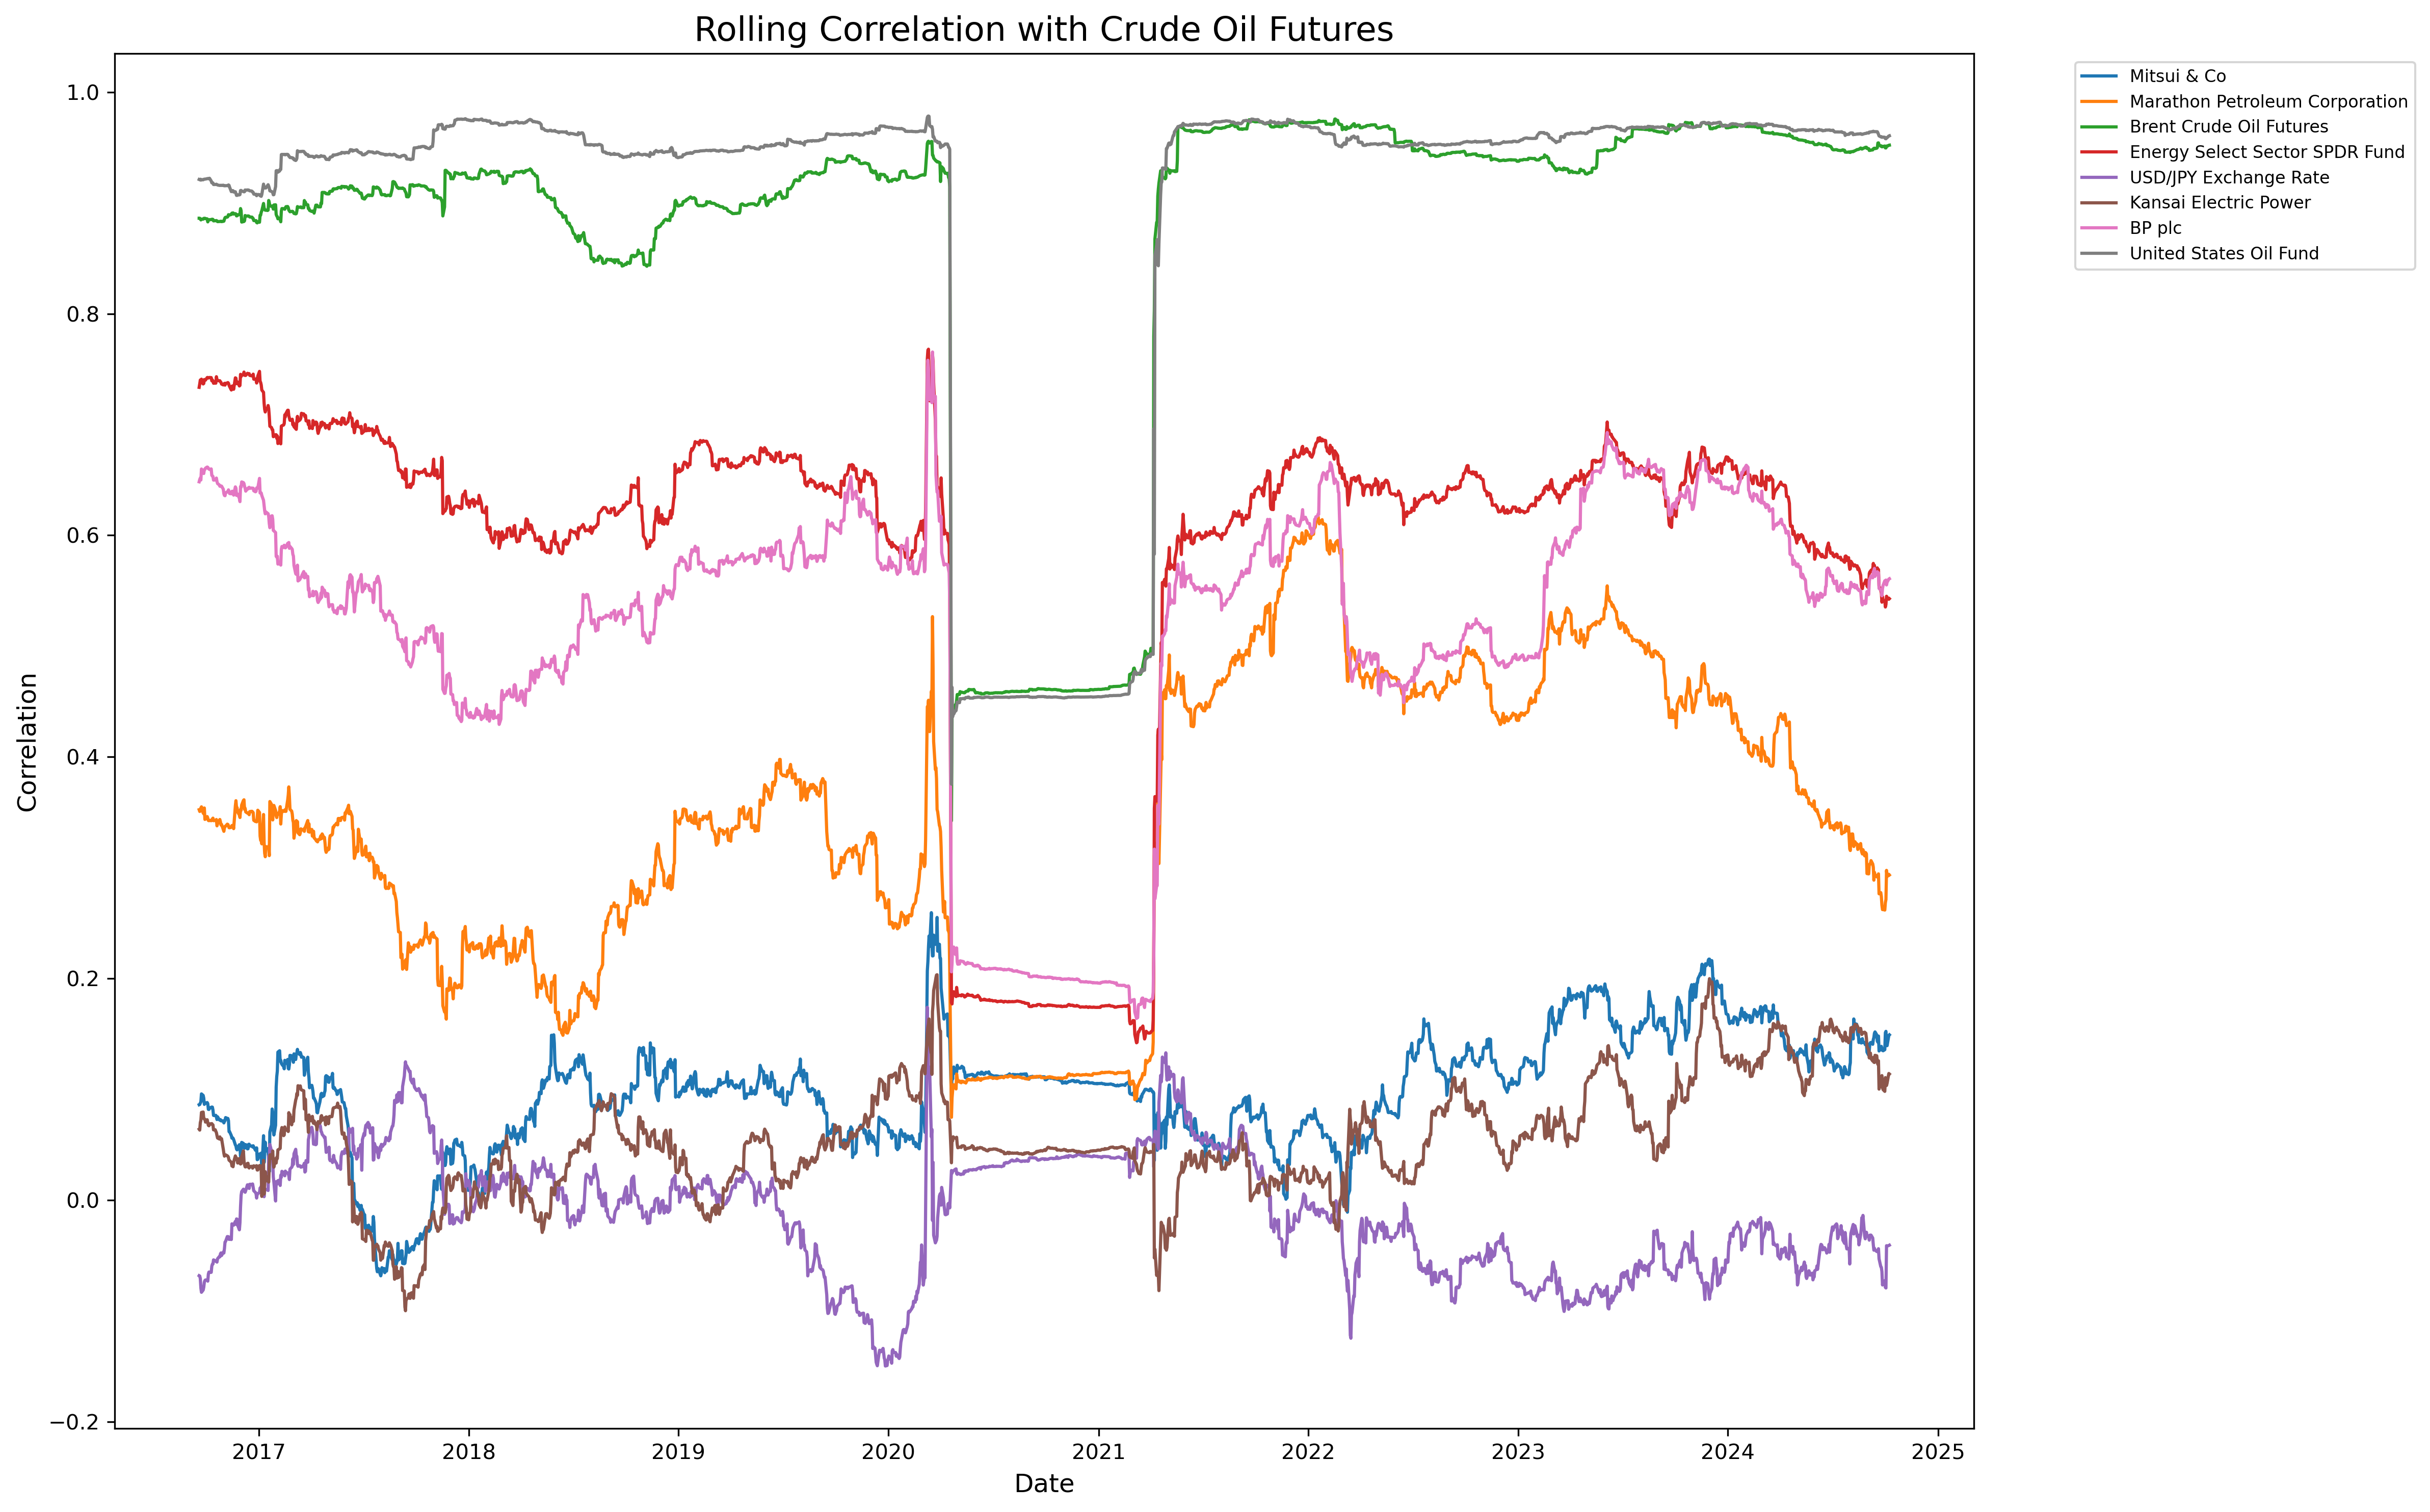 Rolling Correlation with Crude Oil Futures
Mitsui & Co
Marathon Petroleum Corporation
Brent Crude Oil Futures
Energy Select Sector SPDR Fund
USD/JPY Exchange Rate
Kansai Electric Power
BP plc
United States Oil Fund
Correlation
1.0
0.8
0.6
0.4
0.2
0.0
−0.2
2017 2018 2019 2020 2021 2022 2023 2024 2025
Date